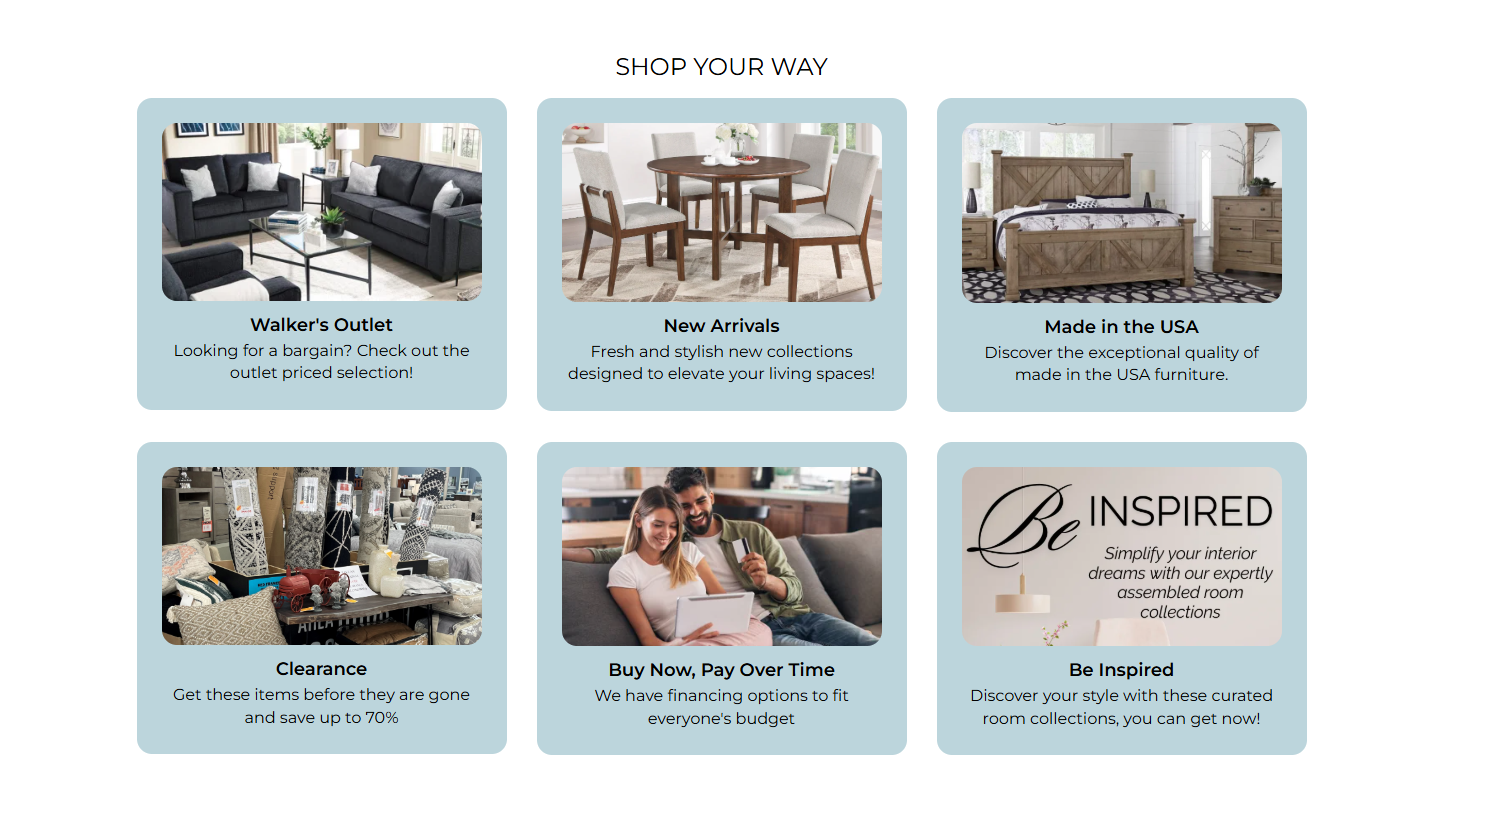 SHOP YOUR WAY
Walker's Outlet
Looking for a bargain? Check out the
outlet priced selection!
New Arrivals
Fresh and stylish new collections
designed to elevate your living spaces!
Made in the USA
Discover the exceptional quality of
made in the USA furniture.
Clearance
Get these items before they are gone
and save up to 70%
Buy Now, Pay Over Time
We have financing options to fit
everyone's budget
Be INSPIRED
Simplify your interior
dreams with our expertly
assembled room
collections
Be Inspired
Discover your style with these curated
room collections, you can get now!